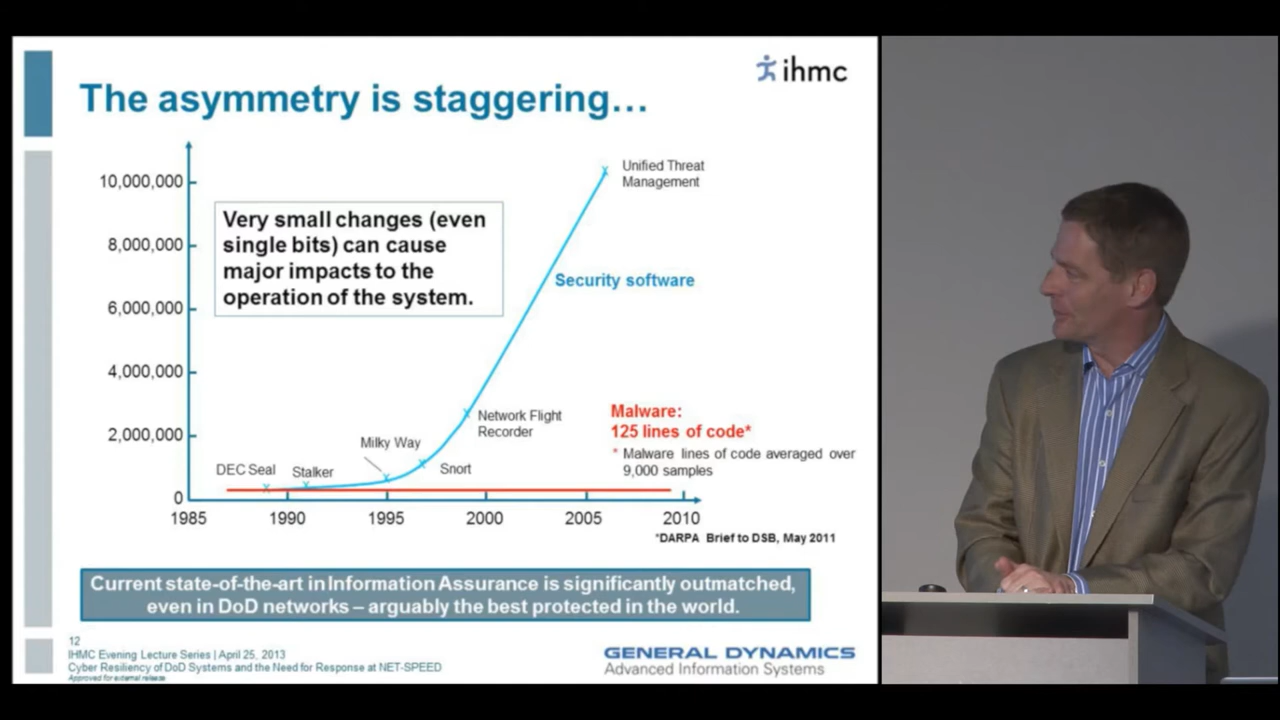 ihmc
The asymmetry is staggering…
10,000,000
8,000,000
6,000,000
4,000,000
2,000,000
0
Very small changes (even
single bits) can cause
major impacts to the
operation of the system.
Unified Threat
Management
Security software
Network Flight
Recorder
Malware:
125 lines of code*
* Malware lines of code averaged over
9,000 samples
DEC Seal
Stalker
Milky Way
Snort
1985 1990 1995 2000 2005 2010
*DARPA Brief to DSB, May 2011
Current state-of-the-art in Information Assurance is significantly outmatched,
even in DoD networks – arguably the best protected in the world.
12
IHMC Evening Lecture Series | April 25, 2013
Cyber Resiliency of DoD Systems and the Need for Response at NET-SPEED
Approved for external release
GENERAL DYNAMICS
Advanced Information Systems